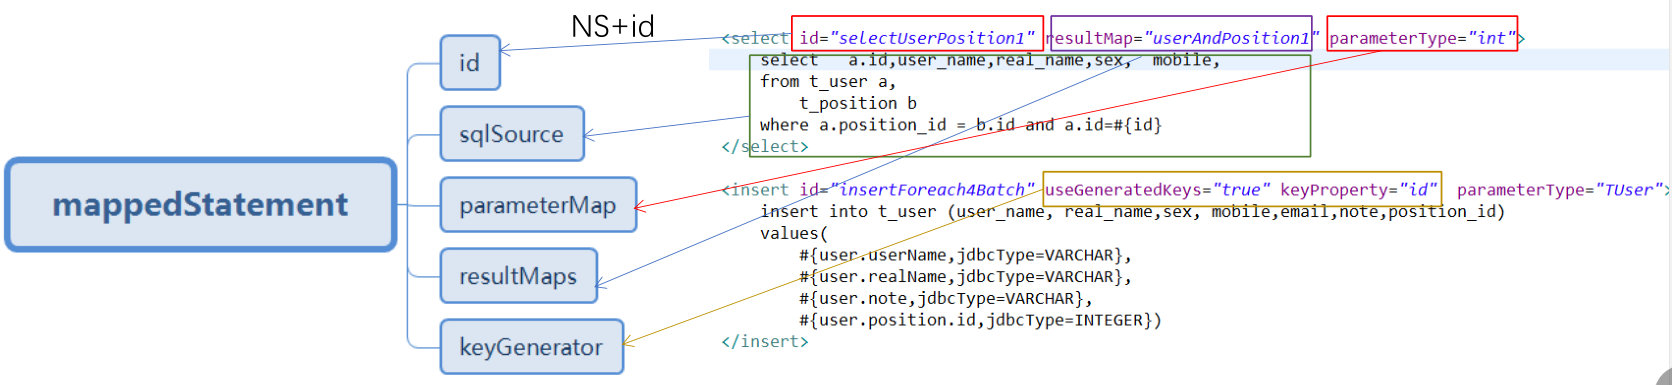 NS+id
mappedStatement
id
sqlSource
parameterMap
resultMaps
keyGenerator
<select id="selectUserPosition1" resultMap="userAndPosition1" parameterType="int">
select a.id,user_name,real_name,sex, mobile,
from t_user a,
t_position b
where a.position_id = b.id and a.id=#{id}
</select>
<insert id="insertForeach4Batch" useGeneratedKeys="true" keyProperty="id" parameterType="TUser">
insert into t_user (user_name, real_name,sex, mobile,email,note,position_id)
values(
#{user.userName,jdbcType=VARCHAR},
#{user.realName,jdbcType=VARCHAR},
#{user.note,jdbcType=VARCHAR},
#{user.position.id,jdbcType=INTEGER})
</insert>